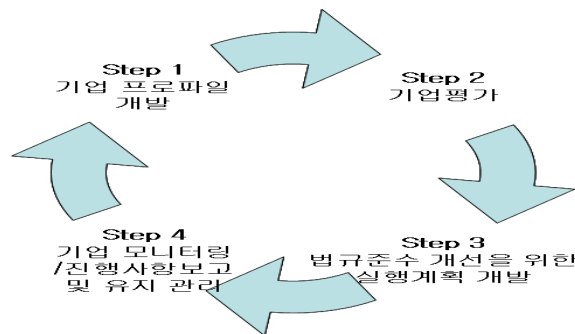 Step 1
기업 프로파일
개발
Step 2
기업평가
Step 3
법규준수 개선을 위한
실행계획 개발
Step 4
기업 모니터링
/진행사항보고
및 유지 관리